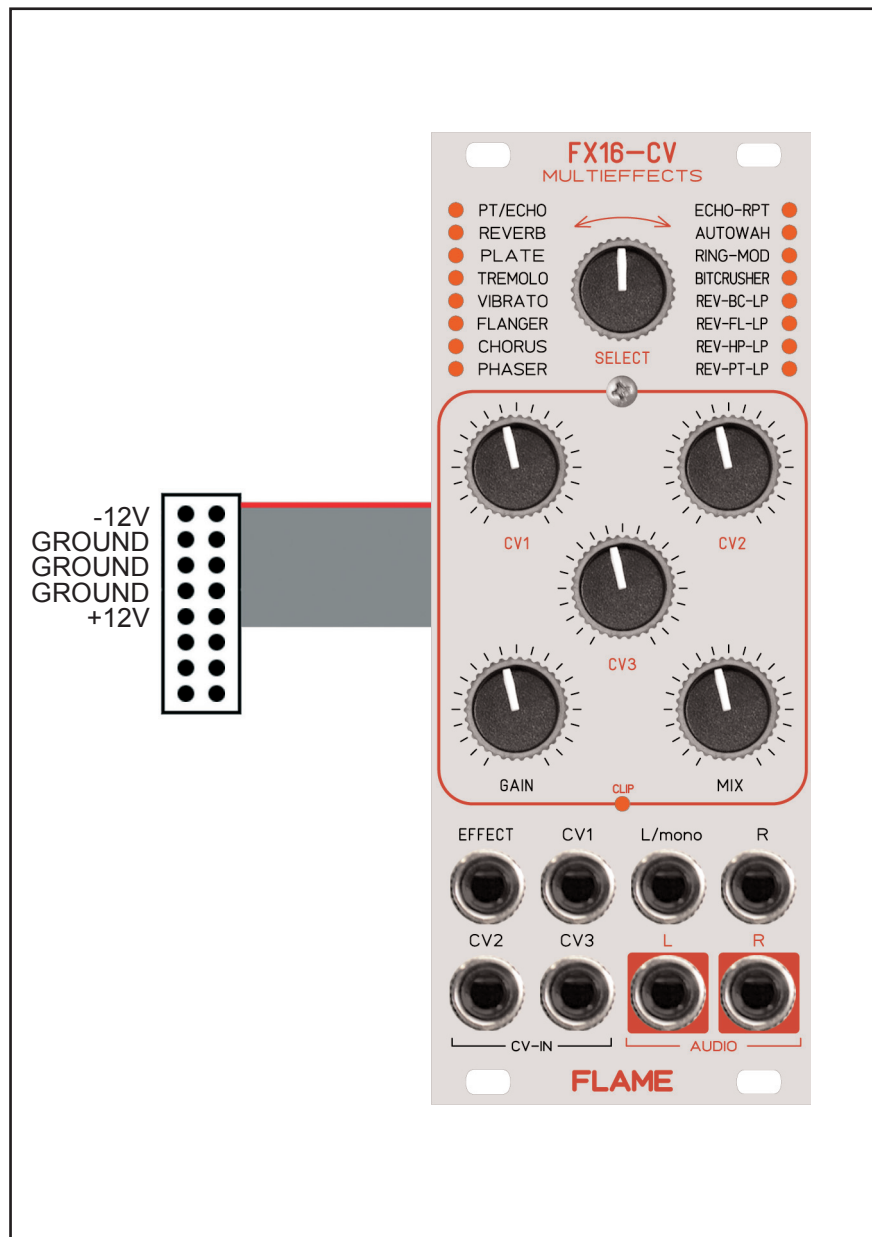 FX16-CV
MULTIEFFECTS
PT/ECHO
REVERB
PLATE
TREMOLO
VIBRATO
FLANGER
CHORUS
PHASER
SELECT
ECHO-RPT
AUTOWAH
RING-MOD
BITCRUSHER
REV-BC-LP
REV-FL-LP
REV-HP-LP
REV-PT-LP
-12V
GROUND
GROUND
GROUND
+12V
CV1
CV2
CV3
GAIN
CLIP
MIX
EFFECT CV1 L/mono R
CV2 CV3 L R
CV-IN AUDIO
FLAME